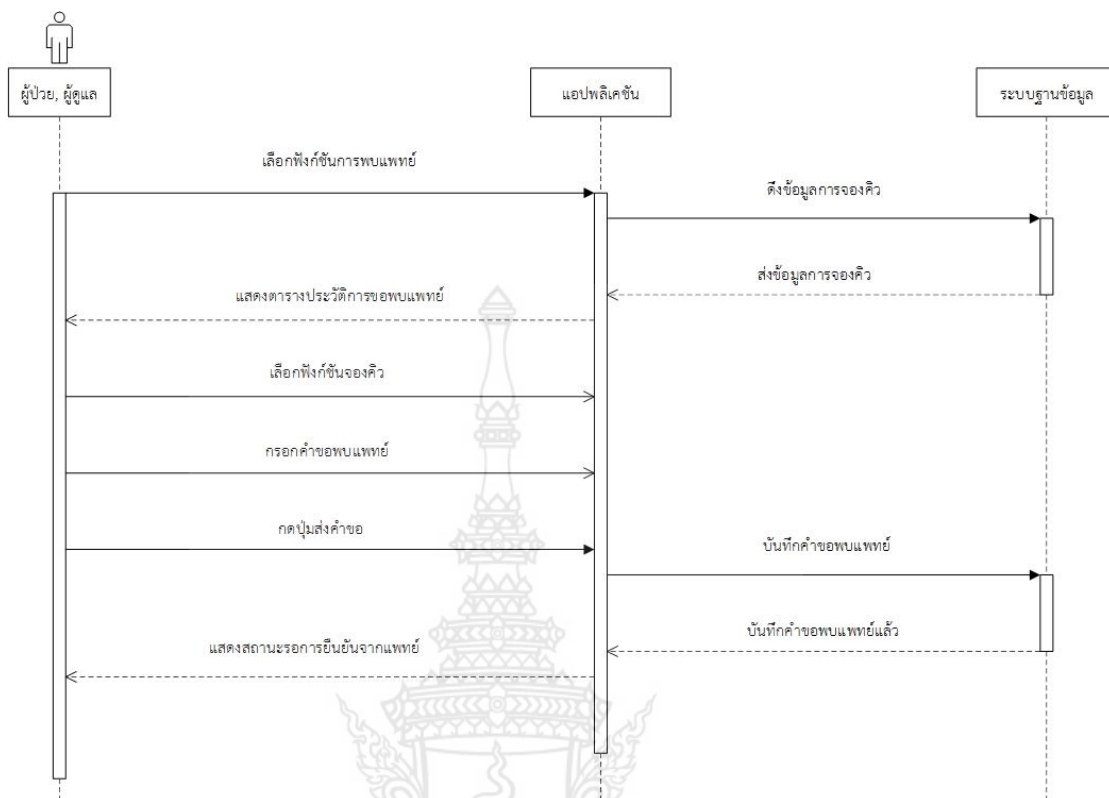 ผู้ป่วย, ผู้ดูแล
แอปพลิเคชัน
ระบบฐานข้อมูล
เลือกฟังก์ชันการพบแพทย์
ดึงข้อมูลการจองคิว
ส่งข้อมูลการจองคิว
แสดงตารางประวัติการขอพบแพทย์
เลือกฟังก์ชันจองคิว
กรอกคำขอพบแพทย์
กดปุ่มส่งคำขอ
บันทึกคำขอพบแพทย์
บันทึกคำขอพบแพทย์แล้ว
แสดงสถานะรอการยืนยันจากแพทย์